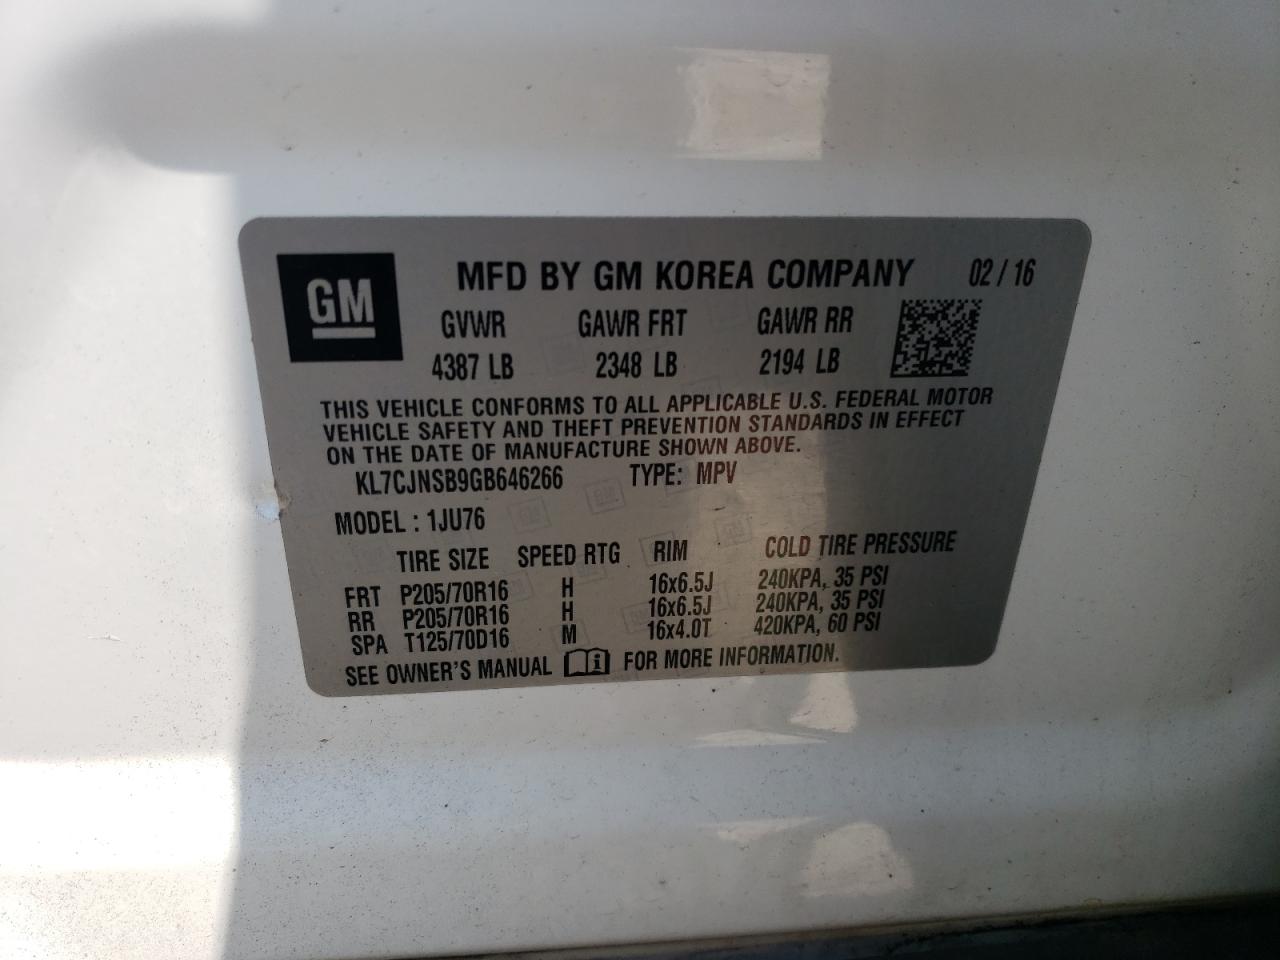 GM
MFD BY GM KOREA COMPANY 02 / 16
GVWR GAWR FRT GAWR RR
4387 LB 2348 LB 2194 LB
THIS VEHICLE CONFORMS TO ALL APPLICABLE U.S. FEDERAL MOTOR
VEHICLE SAFETY AND THEFT PREVENTION STANDARDS IN EFFECT
ON THE DATE OF MANUFACTURE SHOWN ABOVE.
KL7CJNSB9GB646266 TYPE: MPV
MODEL : 1JU76
TIRE SIZE SPEED RTG RIM COLD TIRE PRESSURE
FRT P205/70R16 H 16x6.5J 240KPA, 35 PSI
RR P205/70R16 H 16x6.5J 240KPA, 35 PSI
SPA T125/70D16 M 16x4.0T 420KPA, 60 PSI
SEE OWNER'S MANUAL FOR MORE INFORMATION.